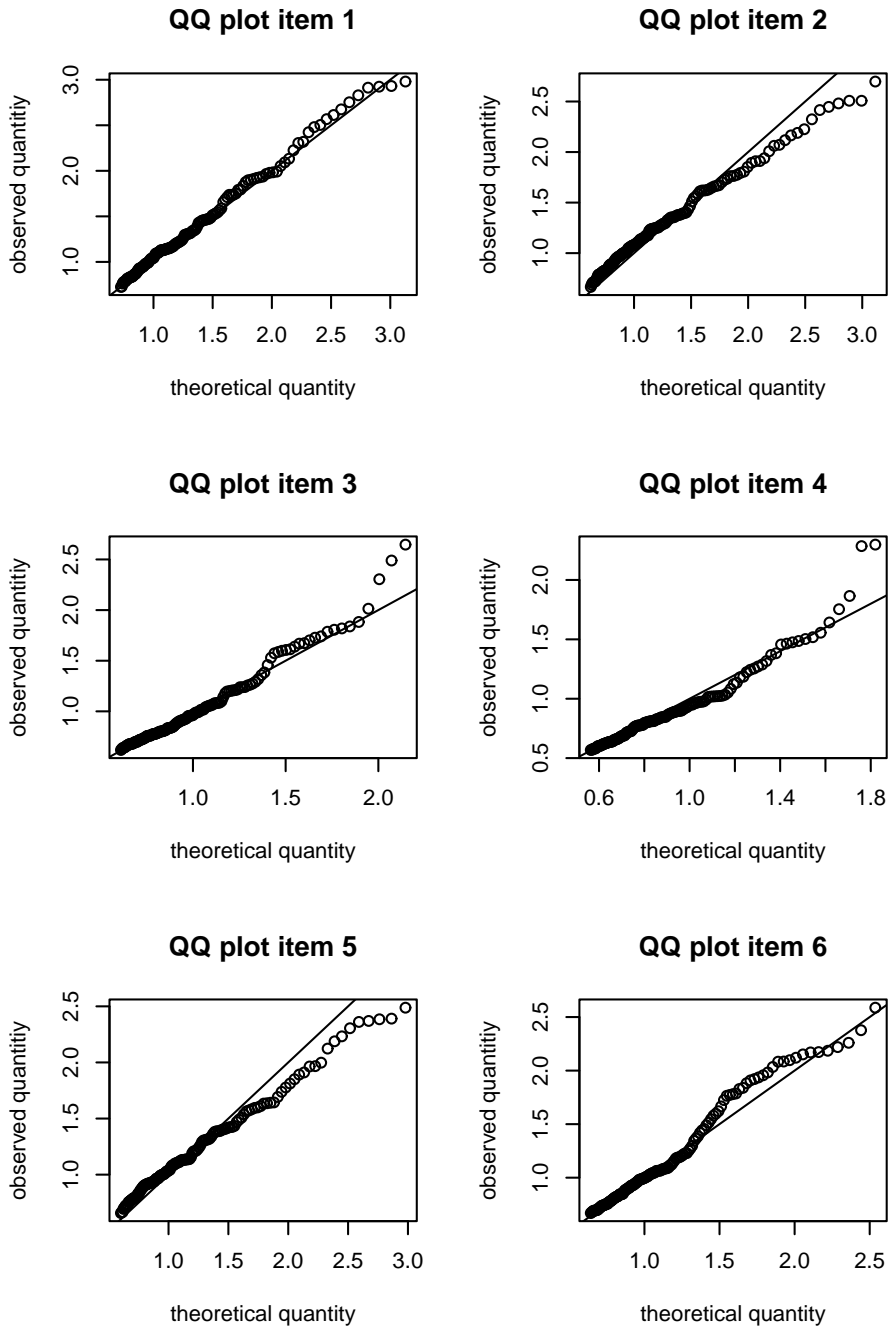 QQ plot item 1
3.0
2.0
1.0
observed quantitiy
1.0 1.5 2.0 2.5 3.0
theoretical quantity
QQ plot item 2
2.5
2.0
1.5
1.0
observed quantitiy
1.0 1.5 2.0 2.5 3.0
theoretical quantity
QQ plot item 3
2.5
2.0
1.5
1.0
observed quantitiy
1.0 1.5 2.0
theoretical quantity
QQ plot item 4
2.0
1.5
1.0
0.5
observed quantitiy
0.6 1.0 1.4 1.8
theoretical quantity
QQ plot item 5
2.5
2.0
1.5
1.0
observed quantitiy
1.0 1.5 2.0 2.5 3.0
theoretical quantity
QQ plot item 6
2.5
2.0
1.5
1.0
observed quantitiy
1.0 1.5 2.0 2.5
theoretical quantity